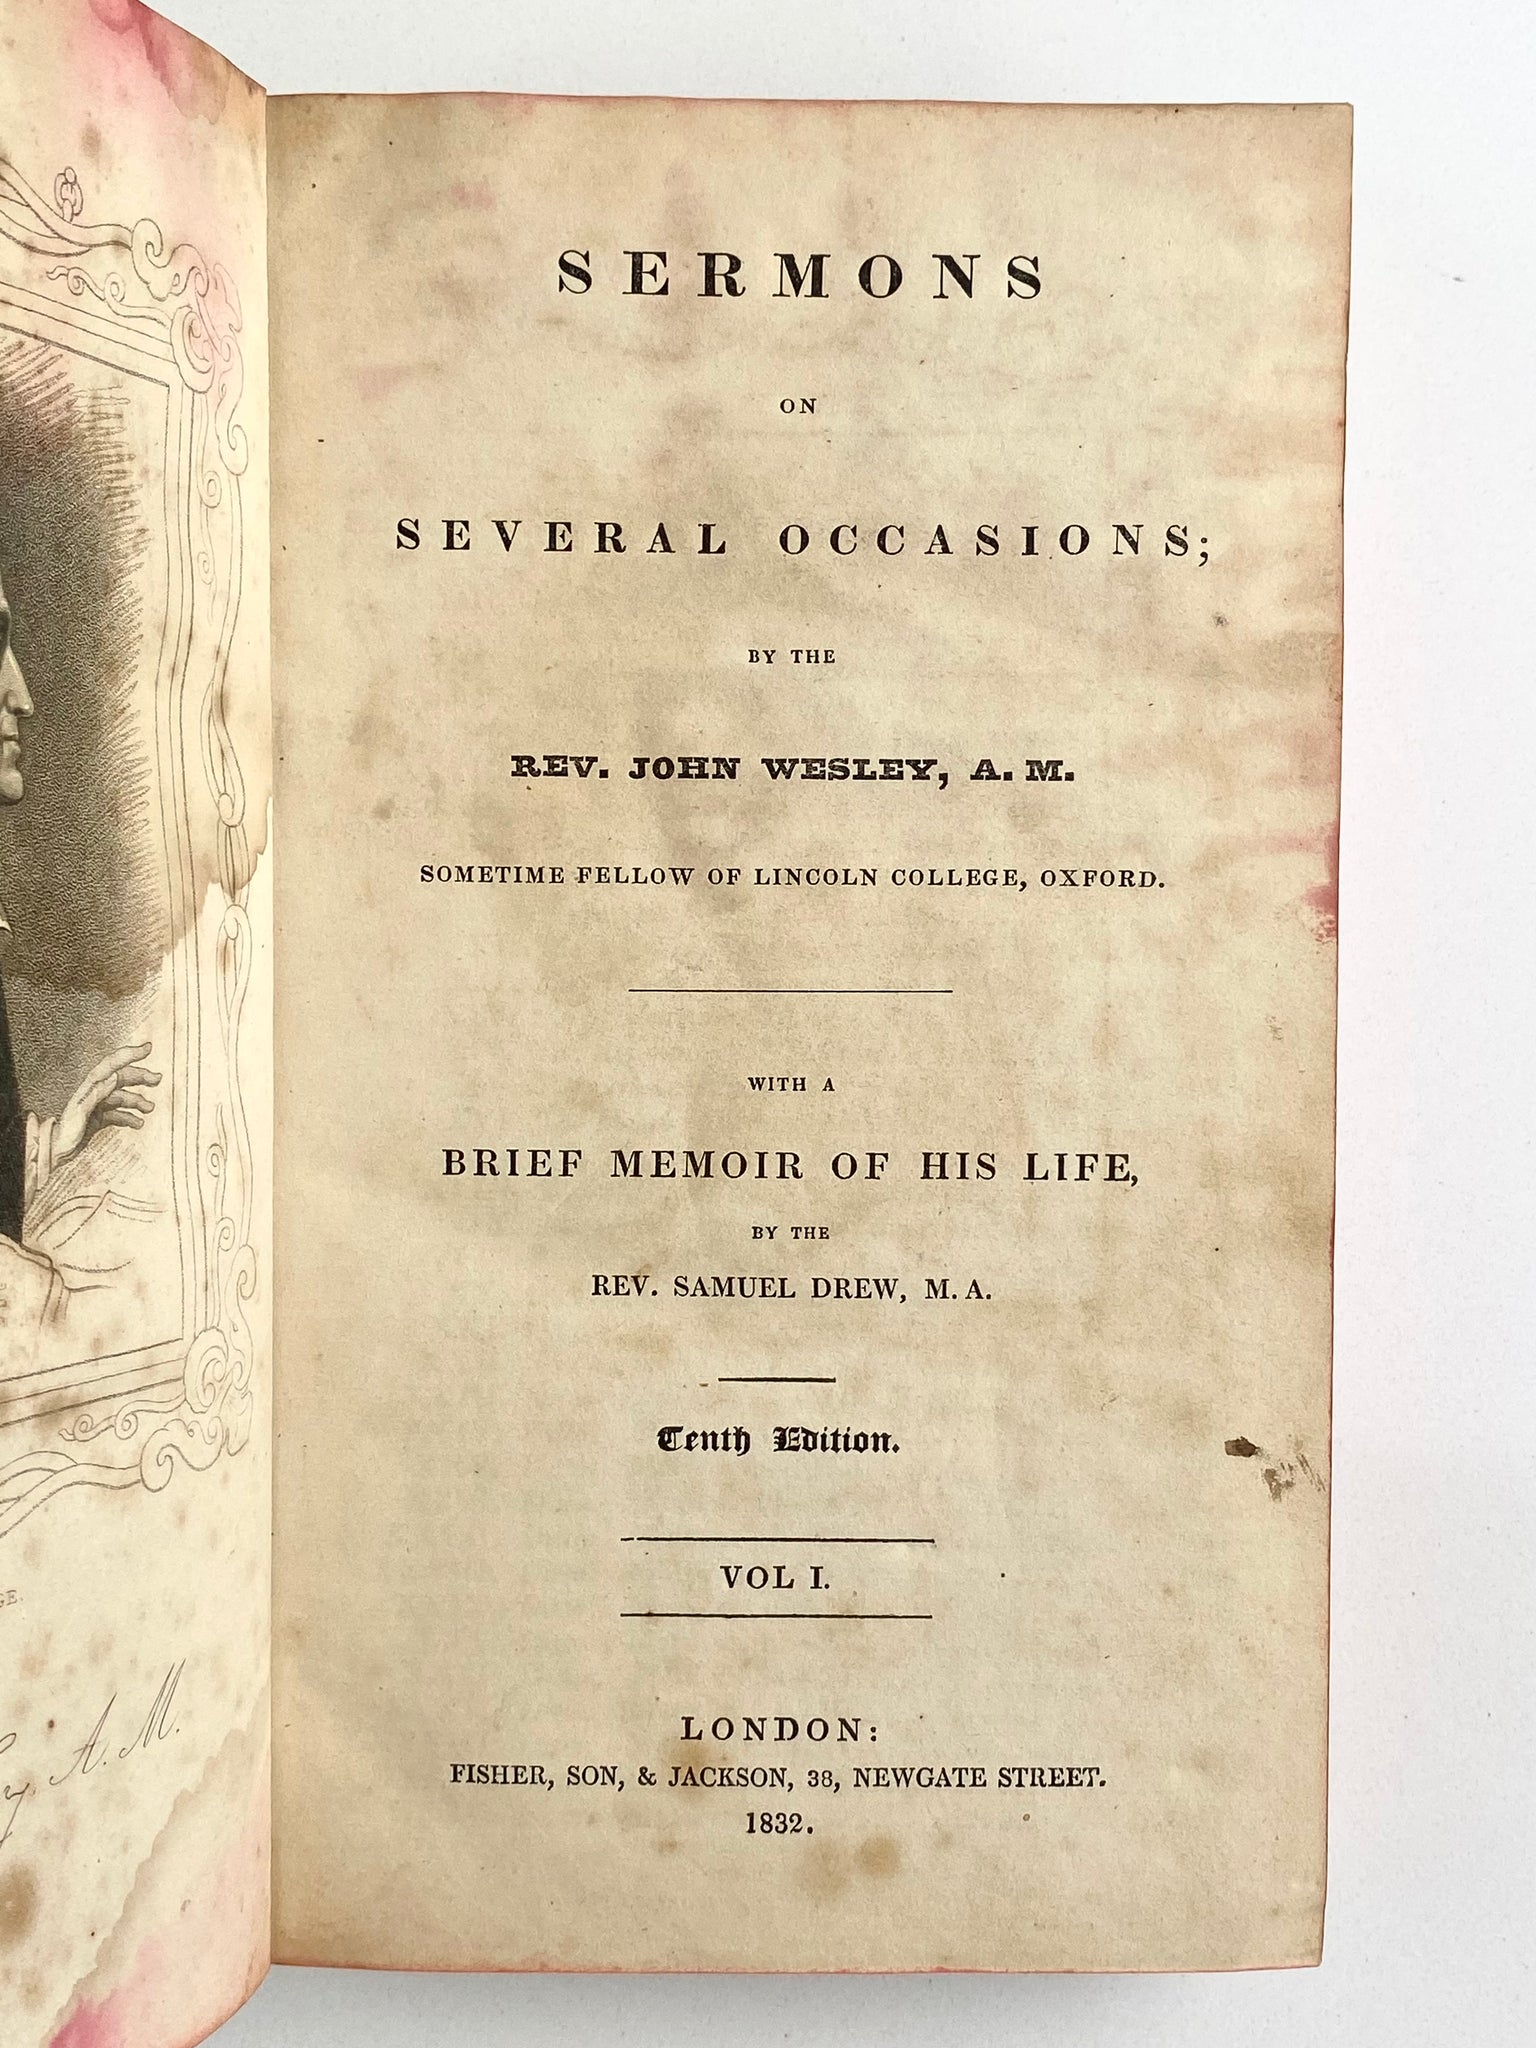 SERMONS
ON
SEVERAL OCCASIONS;
BY THE
REV. JOHN WESLEY, A. M.
SOMETIME FELLOW OF LINCOLN COLLEGE, OXFORD.
WITH A
BRIEF MEMOIR OF HIS LIFE,
BY THE
REV. SAMUEL DREW, M. A.
Tenth Edition.
VOL I.
LONDON:
FISHER, SON, & JACKSON, 38, NEWGATE STREET.
1832.
A. M.